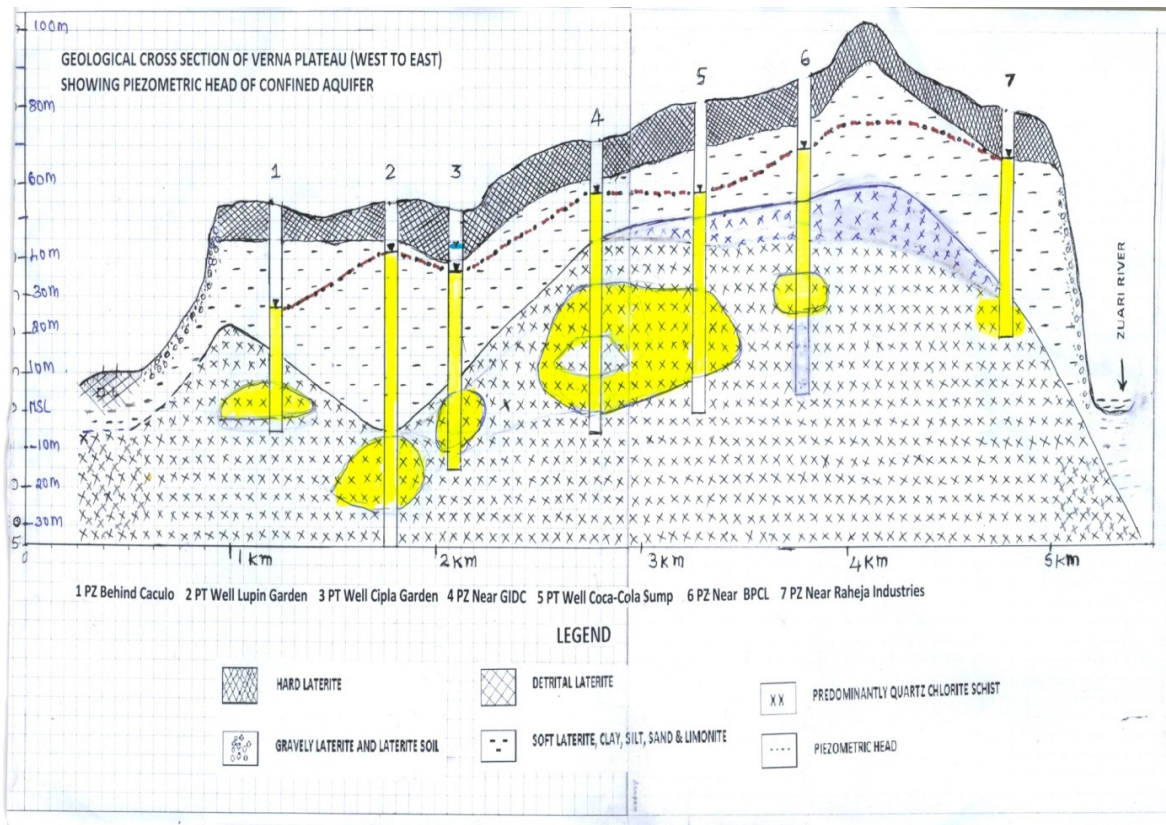 100m
GEOLOGICAL CROSS SECTION OF VERNA PLATEAU (WEST TO EAST)
SHOWING PIEZOMETRIC HEAD OF CONFINED AQUIFER
80m
60m
40m
30m
20m
10m
MSL
-10m
-20m
-30m
1
2
3
4
5
6
7
ZUARI RIVER
0
1km
2km
3km
4km
5km
1 PZ Behind Caculo 2 PT Well Lupin Garden 3 PT Well Cipla Garden 4 PZ Near GIDC 5 PT Well Coca-Cola Sump 6 PZ Near BPCL 7 PZ Near Raheja Industries
LEGEND
HARD LATERITE
DETRITAL LATERITE
XX PREDOMINANTLY QUARTZ CHLORITE SCHIST
GRAVELY LATERITE AND LATERITE SOIL
SOFT LATERITE, CLAY, SILT, SAND & LIMONITE
PIEZOMETRIC HEAD